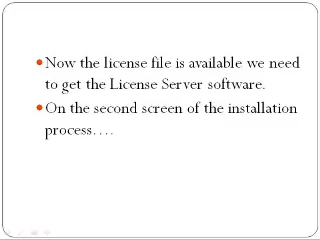 Now the license file is available we need
to get the License Server software.
On the second screen of the installation
process….